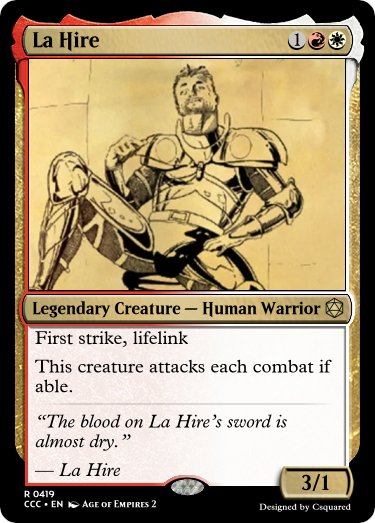 La Hire 1
Legendary Creature — Human Warrior
First strike, lifelink
This creature attacks each combat if
able.
“The blood on La Hire’s sword is
almost dry.”
— La Hire
3/1
R 0419
CCC • EN Age of Empires 2
Designed by Csquared